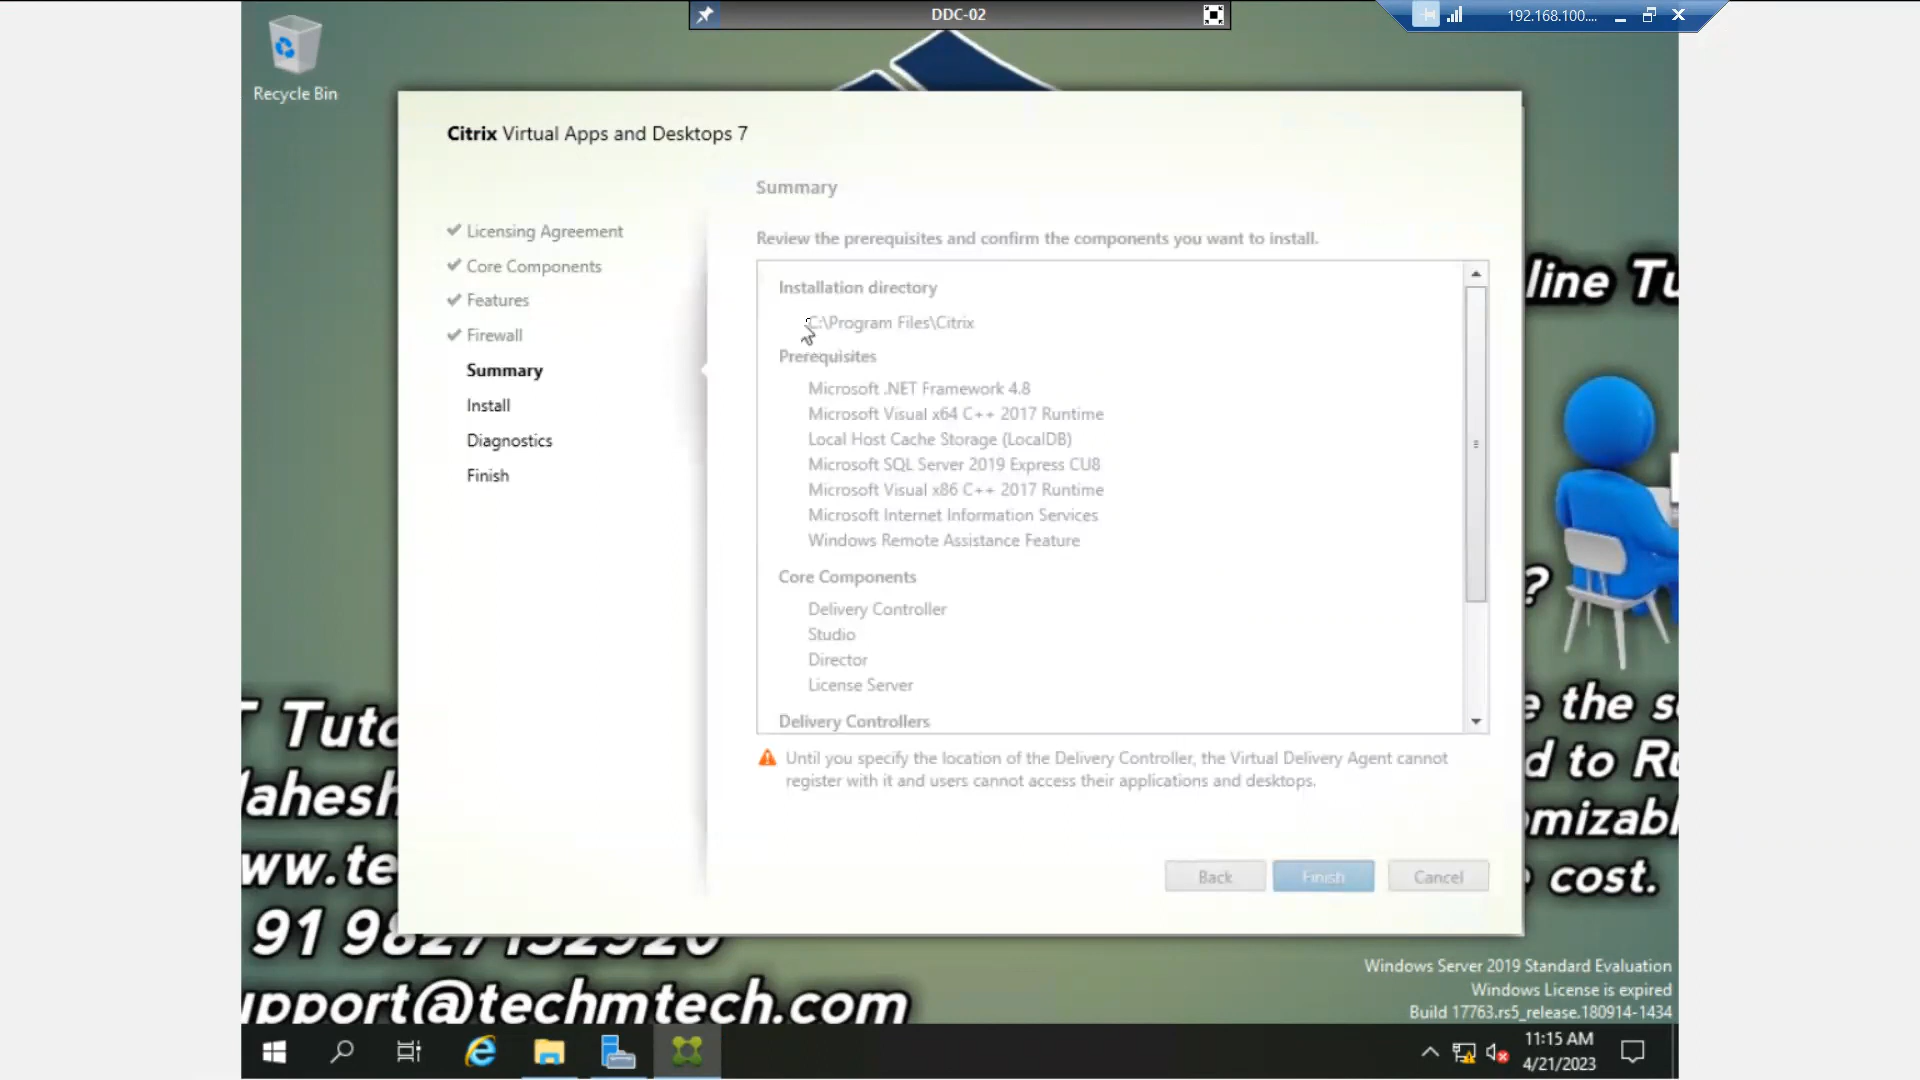 DDC-02
192.168.100....
Recycle Bin
Citrix Virtual Apps and Desktops 7
Licensing Agreement
Core Components
Features
Firewall
Summary
Install
Diagnostics
Finish
Summary
Review the prerequisites and confirm the components you want to install.
Installation directory
C:\Program Files\Citrix
Prerequisites
Microsoft .NET Framework 4.8
Microsoft Visual x64 C++ 2017 Runtime
Local Host Cache Storage (LocalDB)
Microsoft SQL Server 2019 Express CU8
Microsoft Visual x86 C++ 2017 Runtime
Microsoft Internet Information Services
Windows Remote Assistance Feature
Core Components
Delivery Controller
Studio
Director
License Server
Delivery Controllers
Until you specify the location of the Delivery Controller, the Virtual Delivery Agent cannot
register with it and users cannot access their applications and desktops.
Back
Finish
Cancel
line Tu
?
e the s
d to Ru
mizabl
cost.
T Tuto
ahesh
ww.te
91 9827132920
upport@techmtech.com
Windows Server 2019 Standard Evaluation
Windows License is expired
Build 17763.rs5_release.180914-1434
11:15 AM
4/21/2023